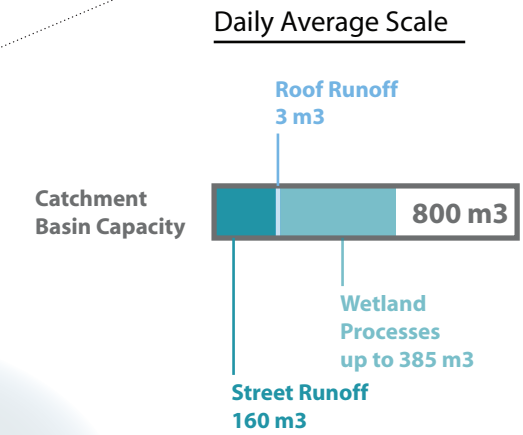 Daily Average Scale
Roof Runoff
3 m3
Catchment
Basin Capacity
800 m3
Wetland
Processes
up to 385 m3
Street Runoff
160 m3